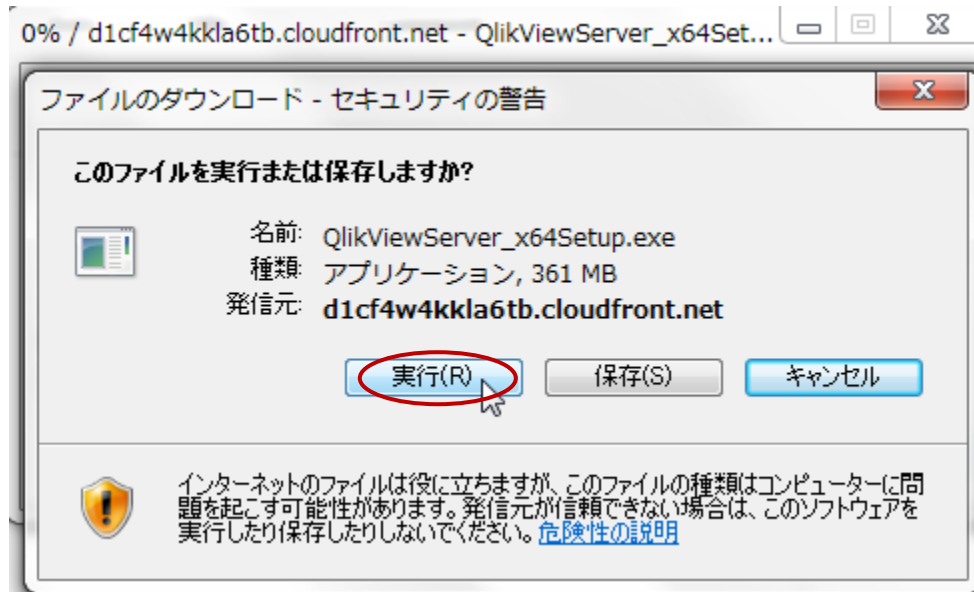 0% / d1cf4w4kkla6tb.cloudfront.net - QlikViewServer_x64Set...
ファイルのダウンロード - セキュリティの警告
このファイルを実行または保存しますか?
名前: QlikViewServer_x64Setup.exe
種類: アプリケーション, 361 MB
発信元: d1cf4w4kkla6tb.cloudfront.net
実行(R) 保存(S) キャンセル
インターネットのファイルは役に立ちますが、このファイルの種類はコンピューターに問
題を起こす可能性があります。発信元が信頼できない場合は、このソフトウェアを
実行したり保存したりしないでください。危険性の説明